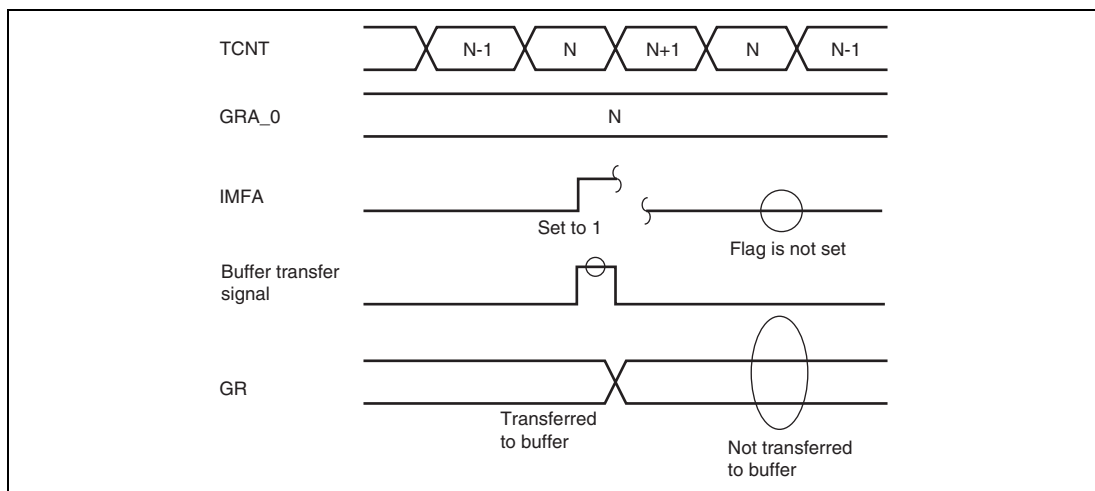 TCNT
N-1 N N+1 N N-1
GRA_0
N
IMFA
Set to 1
Flag is not set
Buffer transfer
signal
GR
Transferred
to buffer
Not transferred
to buffer